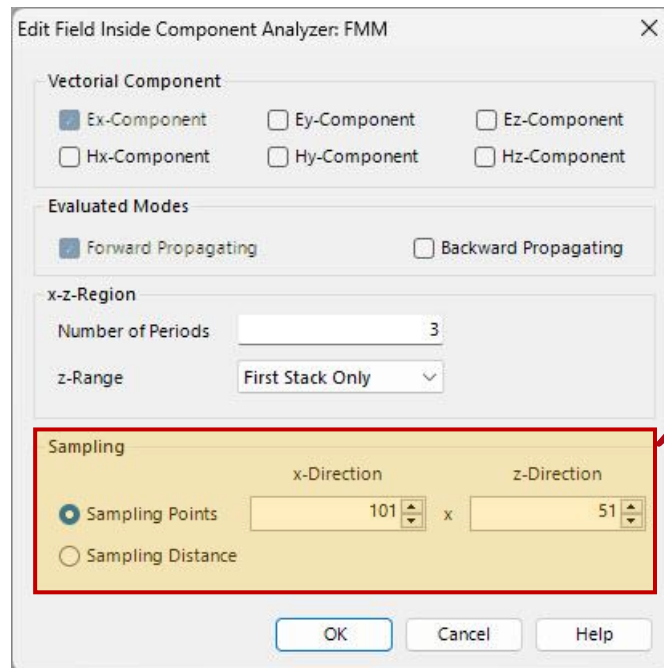 Edit Field Inside Component Analyzer: FMM
Vectorial Component
Ex-Component Ey-Component Ez-Component
Hx-Component Hy-Component Hz-Component
Evaluated Modes
Forward Propagating Backward Propagating
x-z-Region
Number of Periods 3
z-Range First Stack Only
Sampling
x-Direction z-Direction
Sampling Points 101 x 51
Sampling Distance
OK Cancel Help